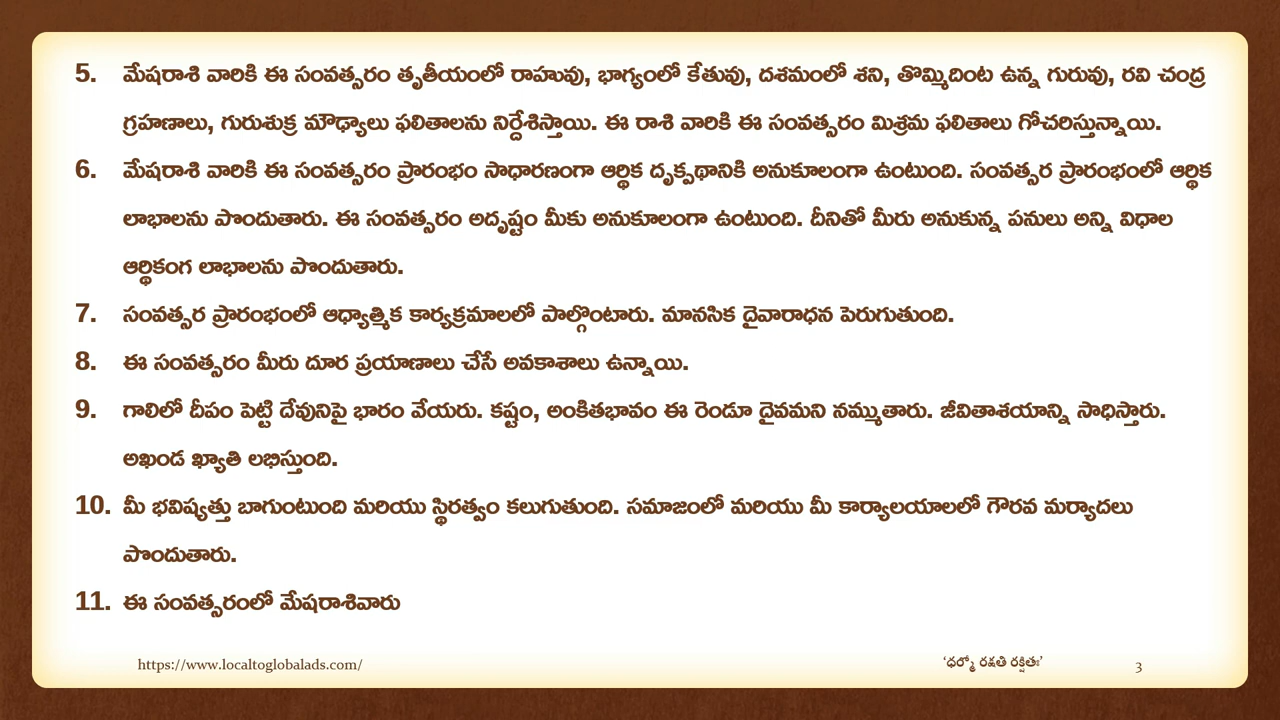 5. మేషరాశి వారికి ఈ సంవత్సరం తృతీయంలో రాహువు, భాగ్యంలో కేతువు, దశమంలో శని, తొమ్మిదింట ఉన్న గురువు, రవి చంద్ర
గ్రహణాలు, గురుశుక్ర మౌఢ్యాలు ఫలితాలను నిర్దేశిస్తాయి. ఈ రాశి వారికి ఈ సంవత్సరం మిశ్రమ ఫలితాలు గోచరిస్తున్నాయి.
6. మేషరాశి వారికి ఈ సంవత్సరం ప్రారంభం సాధారణంగా ఆర్థిక దృక్పథానికి అనుకూలంగా ఉంటుంది. సంవత్సర ప్రారంభంలో ఆర్థిక
లాభాలను పొందుతారు. ఈ సంవత్సరం అదృష్టం మీకు అనుకూలంగా ఉంటుంది. దీనితో మీరు అనుకున్న పనులు అన్ని విధాల
ఆర్థికంగ లాభాలను పొందుతారు.
7. సంవత్సర ప్రారంభంలో ఆధ్యాత్మిక కార్యక్రమాలలో పాల్గొంటారు. మానసిక దైవారాధన పెరుగుతుంది.
8. ఈ సంవత్సరం మీరు దూర ప్రయాణాలు చేసే అవకాశాలు ఉన్నాయి.
9. గాలిలో దీపం పెట్టి దేవునిపై భారం వేయరు. కష్టం, అంకితభావం ఈ రెండూ దైవమని నమ్ముతారు. జీవితాశయాన్ని సాధిస్తారు.
అఖండ ఖ్యాతి లభిస్తుంది.
10. మీ భవిష్యత్తు బాగుంటుంది మరియు స్థిరత్వం కలుగుతుంది. సమాజంలో మరియు మీ కార్యాలయాలలో గౌరవ మర్యాదలు
పొందుతారు.
11. ఈ సంవత్సరంలో మేషరాశివారు
https://www.localtoglobalads.com/ ‘ధర్మో రక్షతి రక్షితః’ 3